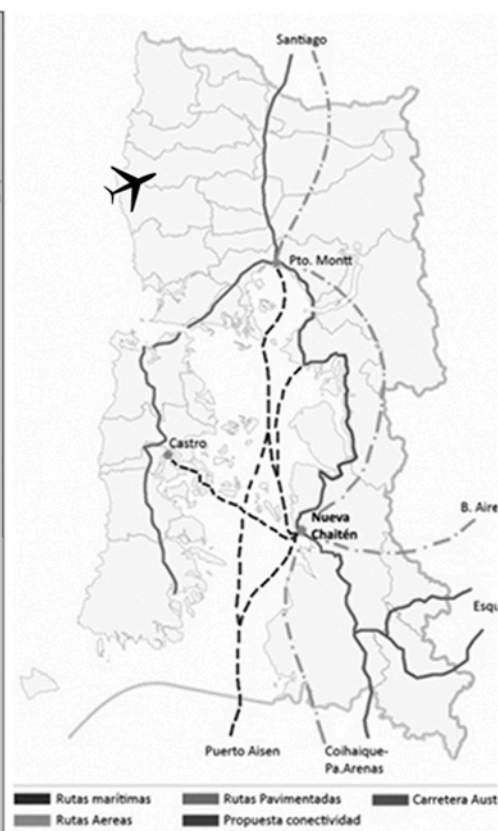 Santiago
Pto. Montt
Castro
Nueva
Chaitén
B. Aire
Esqu
Puerto Aisen
Coihaique-
Pa.Arenas
Rutas marítimas
Rutas Pavimentadas
Carretera Aust
Rutas Aereas
Propuesta conectividad